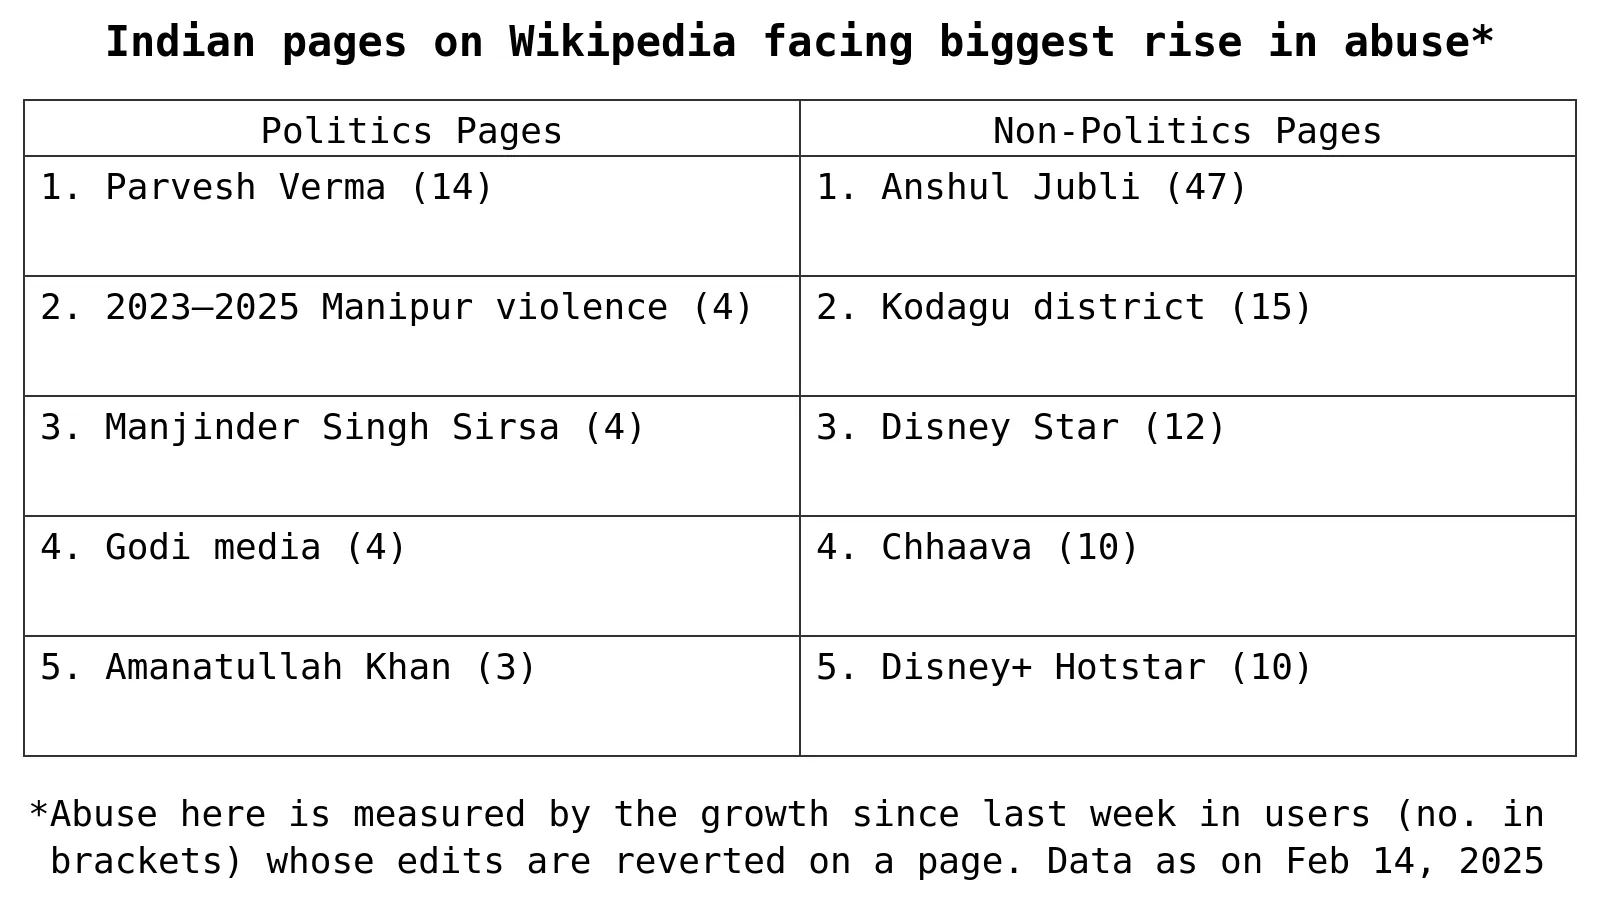 Indian pages on Wikipedia facing biggest rise in abuse*
Politics Pages
Non-Politics Pages
1. Parvesh Verma (14)
1. Anshul Jubli (47)
2. 2023–2025 Manipur violence (4)
2. Kodagu district (15)
3. Manjinder Singh Sirsa (4)
3. Disney Star (12)
4. Godi media (4)
4. Chhaava (10)
5. Amanatullah Khan (3)
5. Disney+ Hotstar (10)
*Abuse here is measured by the growth since last week in users (no. in
brackets) whose edits are reverted on a page. Data as on Feb 14, 2025